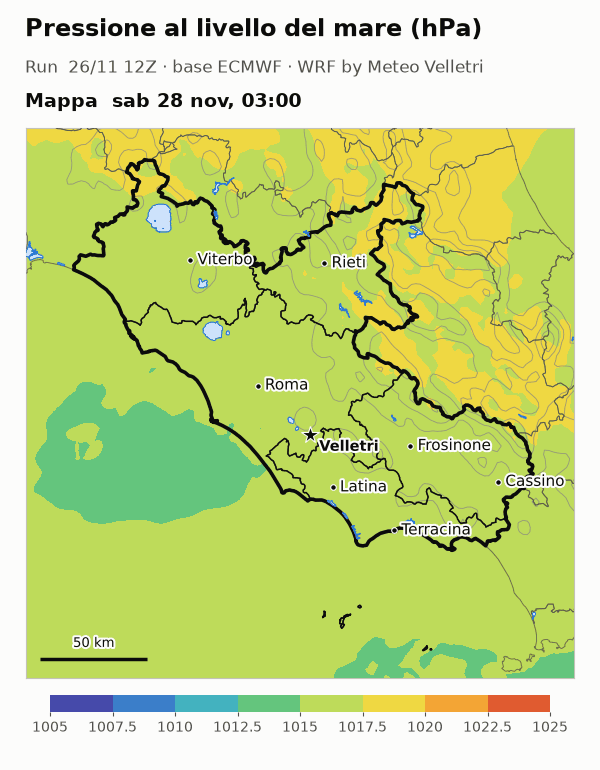 Pressione al livello del mare (hPa)
Run  26/11 12Z · base ECMWF · WRF by Meteo Velletri
Mappa  sab 28 nov, 03:00
Viterbo
Rieti
Roma
Velletri
Frosinone
Latina
Cassino
Terracina
50 km
1005 1007.5 1010 1012.5 1015 1017.5 1020 1022.5 1025